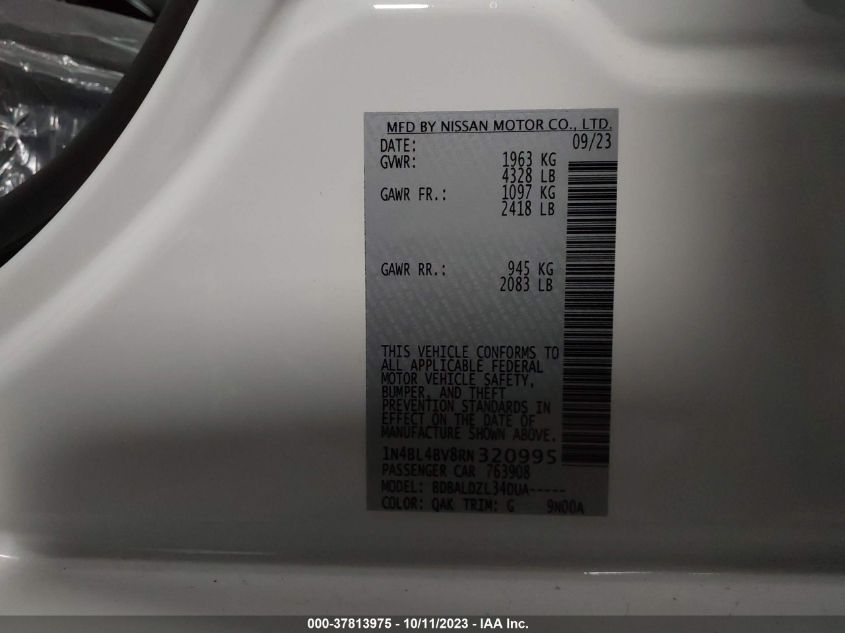 MFD BY NISSAN MOTOR CO., LTD.
DATE: 09/23
GVWR: 1963 KG
4328 LB
GAWR FR.: 1097 KG
2418 LB
GAWR RR.: 945 KG
2083 LB
THIS VEHICLE CONFORMS TO
ALL APPLICABLE FEDERAL
MOTOR VEHICLE SAFETY,
BUMPER, AND THEFT
PREVENTION STANDARDS IN
EFFECT ON THE DATE OF
MANUFACTURE SHOWN ABOVE.
1N4BL4BV8RN320995
PASSENGER CAR 763908
MODEL: BDBALDZL34DUA-----
COLOR: QAK TRIM: G 9N00A
000-37813975 - 10/11/2023 - IAA Inc.